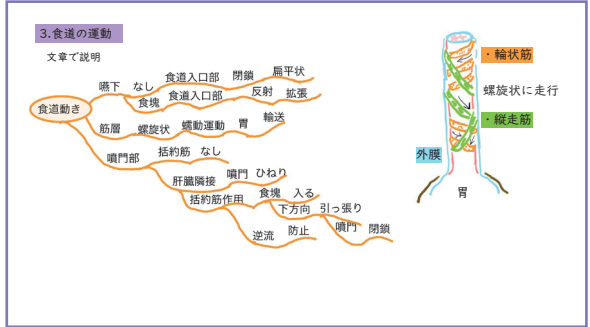 3.食道の運動
文章で説明
食道動き
嚥下 なし 食道入口部 閉鎖 扁平状
食塊 食道入口部 反射 拡張
筋層 螺旋状 蠕動運動 胃 輸送
噴門部 括約筋 なし
肝臓隣接 噴門 ひねり
括約筋作用 食塊 入る
下方向 引っ張り
噴門 閉鎖
逆流 防止
・輪状筋
螺旋状に走行
・縦走筋
外膜
胃